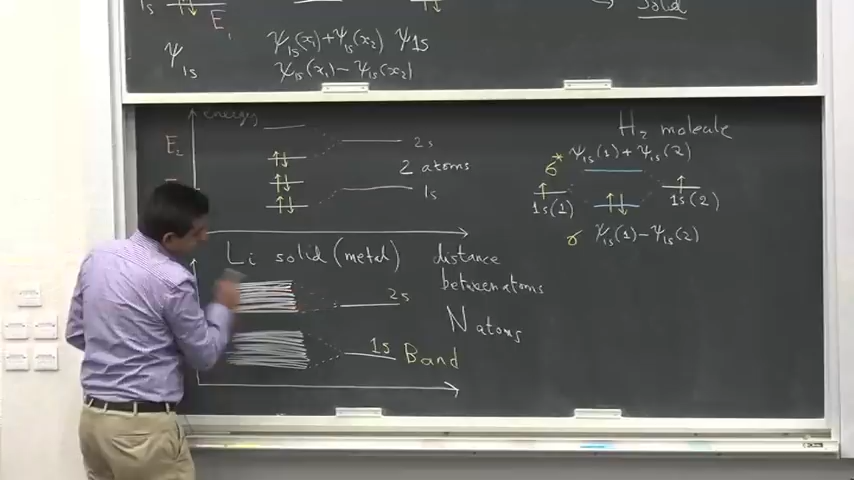 1s
E₁
Solid
ψ₁ₛ
ψ₁ₛ(x₁)+ψ₁ₛ(x₂) ψ1s
ψ₁ₛ(x₁)−ψ₁ₛ(x₂)
energy
E₂
2s
2 atoms
1s
H₂ molecule
σ* ψ₁ₛ(1)+ψ₁ₛ(2)
1s(1)
1s(2)
σ ψ₁ₛ(1)−ψ₁ₛ(2)
Li solid (metal)
distance
between atoms
2s
N atoms
1s Band